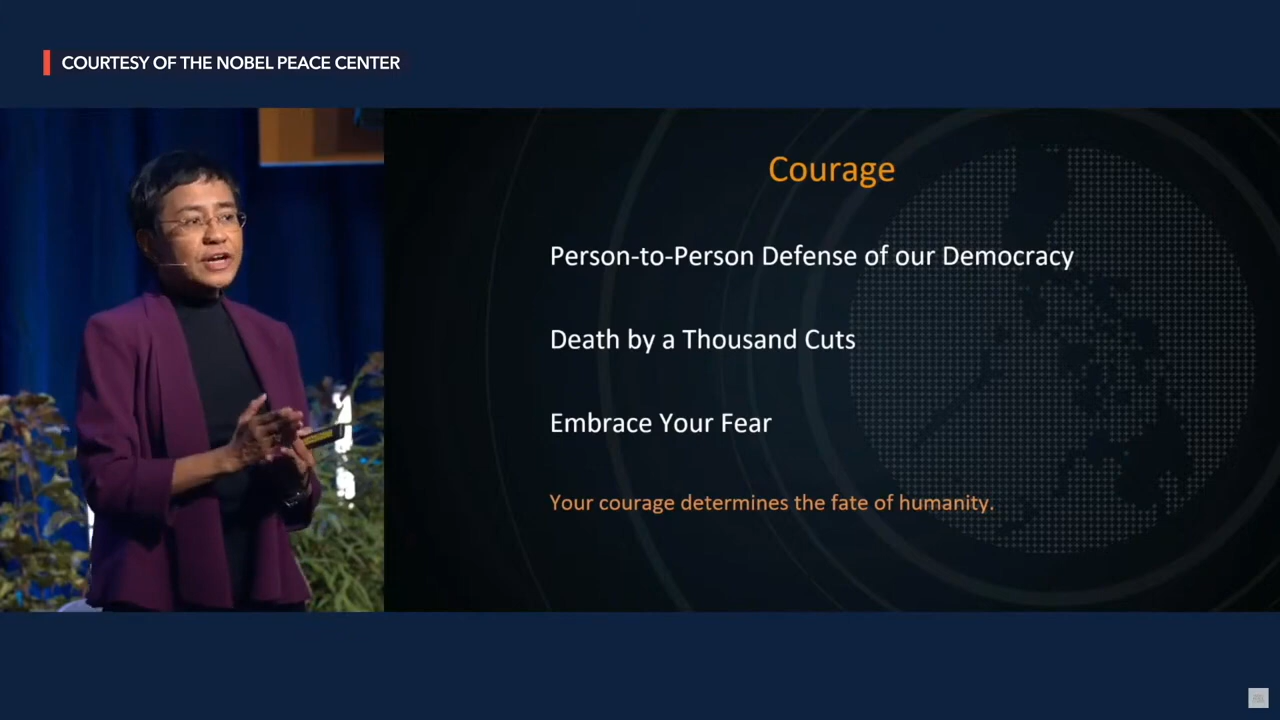 COURTESY OF THE NOBEL PEACE CENTER
Courage
Person-to-Person Defense of our Democracy
Death by a Thousand Cuts
Embrace Your Fear
Your courage determines the fate of humanity.